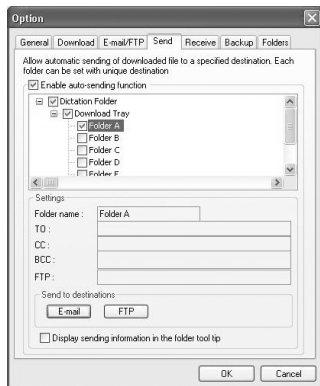 Option
General Download E-mail/FTP Send Receive Backup Folders
Allow automatic sending of downloaded file to a specified destination. Each
folder can be set with unique destination
Enable auto-sending function
Dictation Folder
Download Tray
Folder A
Folder B
Folder C
Folder D
Folder E
Settings
Folder name : Folder A
TO :
CC :
BCC :
FTP :
Send to destinations
E-mail FTP
Display sending information in the folder tool tip
OK Cancel